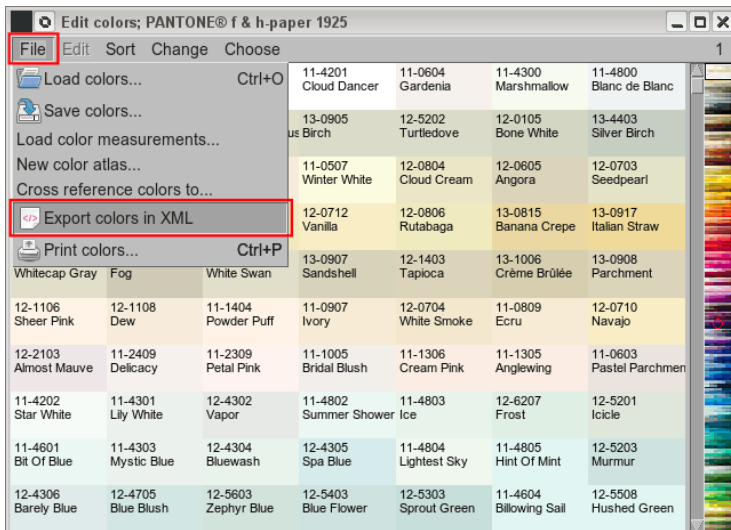 Edit colors; PANTONE® f & h-paper 1925
File Edit Sort Change Choose 1
Load colors... Ctrl+O
Save colors...
Load color measurements...
New color atlas...
Cross reference colors to...
Export colors in XML
Print colors... Ctrl+P
11-4201 11-0604 11-4300 11-4800
Cloud Dancer Gardenia Marshmallow Blanc de Blanc
13-0905 12-5202 12-0105 13-4403
us Birch Turtledove Bone White Silver Birch
11-0507 12-0804 12-0605 12-0703
Winter White Cloud Cream Angora Seedpearl
12-0712 12-0806 13-0815 13-0917
Vanilla Rutabaga Banana Crepe Italian Straw
13-0907 12-1403 13-1006 13-0908
Whitecap Gray Fog White Swan Sandshell Tapioca Crème Brûlée Parchment
12-1106 12-1108 11-1404 11-0907 12-0704 11-0809 12-0710
Sheer Pink Dew Powder Puff Ivory White Smoke Ecru Navajo
12-2103 11-2409 11-2309 11-1005 11-1306 11-1305 11-0603
Almost Mauve Delicacy Petal Pink Bridal Blush Cream Pink Anglewing Pastel Parchmen
11-4202 11-4301 12-4302 11-4802 11-4803 12-6207 12-5201
Star White Lily White Vapor Summer Shower Ice Frost Icicle
11-4601 11-4303 12-4304 12-4305 11-4804 11-4805 12-5203
Bit Of Blue Mystic Blue Bluewash Spa Blue Lightest Sky Hint Of Mint Murmur
12-4306 12-4705 12-5603 12-5403 12-5303 11-4604 12-5508
Barely Blue Blue Blush Zephyr Blue Blue Flower Sprout Green Billowing Sail Hushed Green